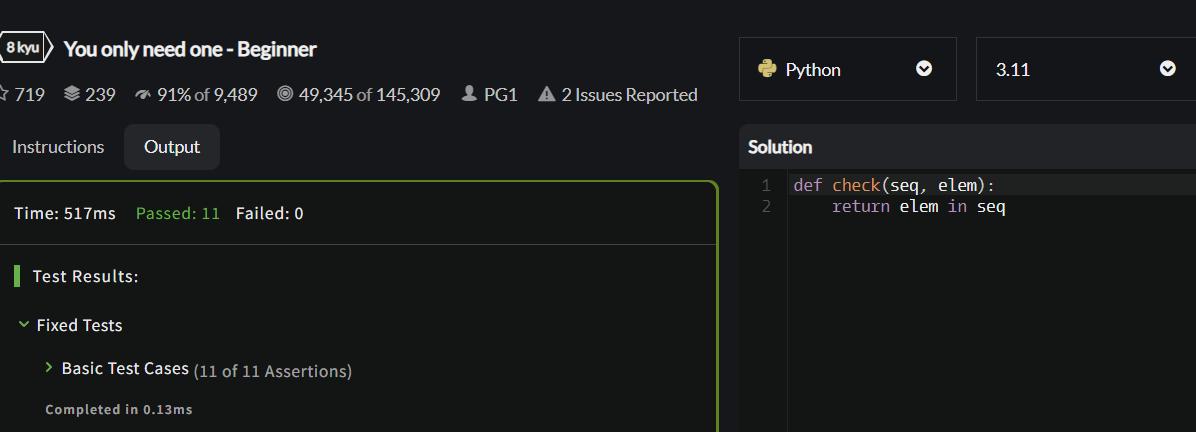 8 kyu You only need one - Beginner
719 239 91% of 9,489 49,345 of 145,309 PG1 2 Issues Reported
Python 3.11
Instructions Output
Time: 517ms Passed: 11 Failed: 0
Test Results:
Fixed Tests
Basic Test Cases (11 of 11 Assertions)
Completed in 0.13ms
Solution
1 def check(seq, elem):
2     return elem in seq